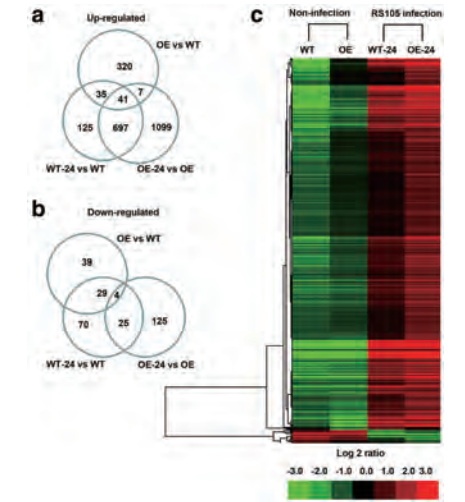 a
Up-regulated
OE vs WT
320
35
7
41
125
697
1099
WT-24 vs WT
OE-24 vs OE
b
Down-regulated
OE vs WT
39
29
4
70
25
125
WT-24 vs WT
OE-24 vs OE
c
Non-infection
RS105 infection
WT
OE
WT-24
OE-24
Log 2 ratio
-3.0 -2.0 -1.0 0.0 1.0 2.0 3.0